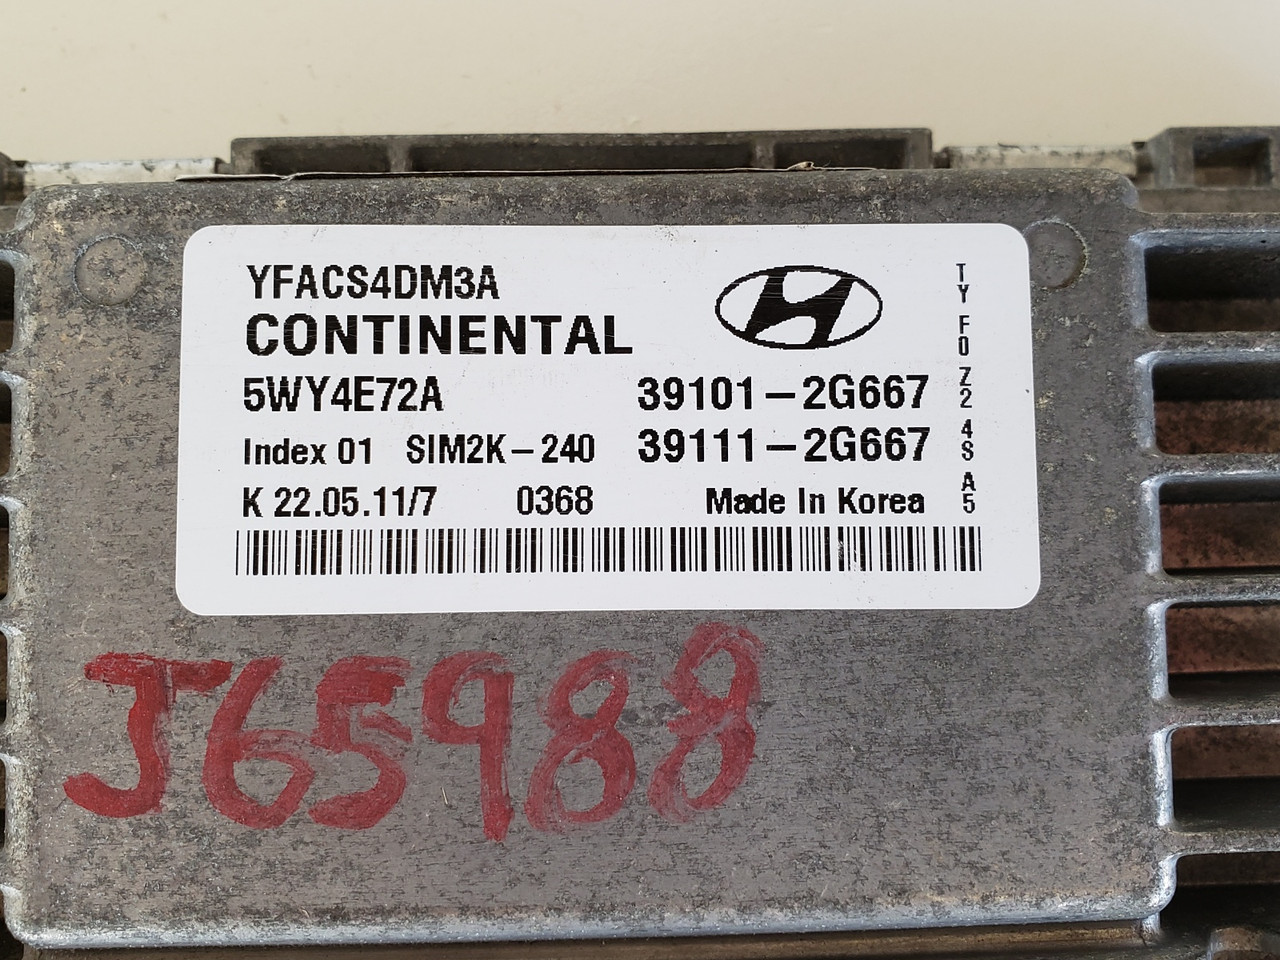 YFACS4DM3A
CONTINENTAL
5WY4E72A 39101-2G667
Index 01 SIM2K-240 39111-2G667
K 22.05.11/7 0368 Made In Korea
TY F0 Z2 4S A5
J65988